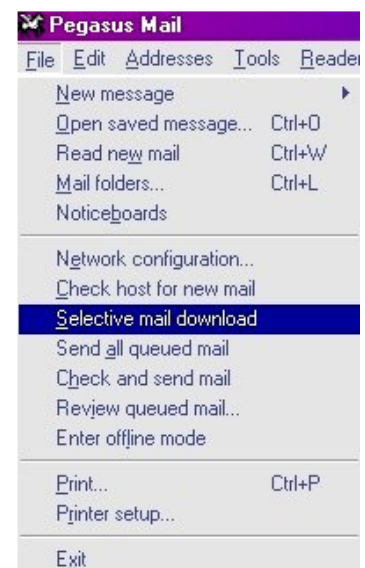 Pegasus Mail
File Edit Addresses Tools Reader
New message
Open saved message... Ctrl+O
Read new mail Ctrl+W
Mail folders... Ctrl+L
Noticeboards
Network configuration...
Check host for new mail
Selective mail download
Send all queued mail
Check and send mail
Review queued mail...
Enter offline mode
Print... Ctrl+P
Printer setup...
Exit